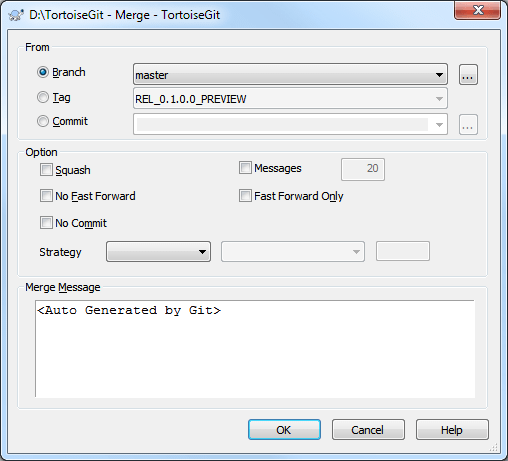 D:\TortoiseGit - Merge - TortoiseGit
From
Branch master ...
Tag REL_0.1.0.0_PREVIEW
Commit ...
Option
Squash Messages 20
No Fast Forward Fast Forward Only
No Commit
Strategy
Merge Message
<Auto Generated by Git>
OK Cancel Help